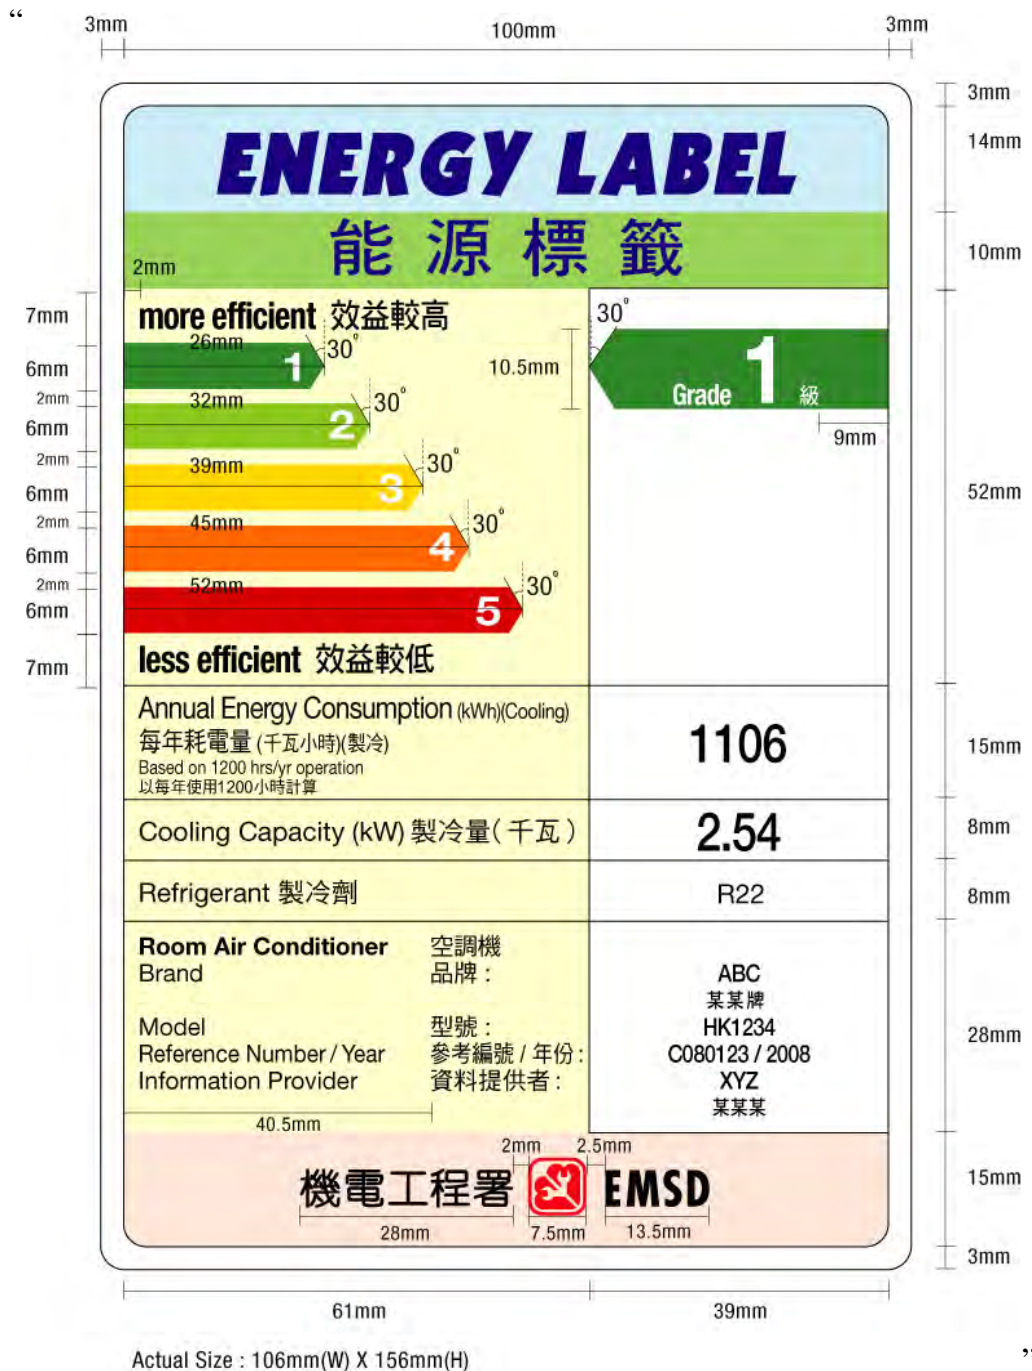 “
3mm 100mm 3mm
3mm
ENERGY LABEL
14mm
能源標籤
10mm
2mm
7mm
more efficient 效益較高
30°
26mm 30°
1
6mm
10.5mm
Grade 1 級
2mm
32mm 30°
2
6mm
9mm
2mm
39mm 30°
3
6mm
52mm
2mm
45mm 30°
4
6mm
2mm
52mm 30°
5
6mm
less efficient 效益較低
7mm
Annual Energy Consumption (kWh)(Cooling)
每年耗電量 (千瓦小時)(製冷)
1106
15mm
Based on 1200 hrs/yr operation
以每年使用1200小時計算
Cooling Capacity (kW) 製冷量(千瓦)
2.54
8mm
Refrigerant 製冷劑
R22
8mm
Room Air Conditioner 空調機
Brand 品牌 :
ABC
某某牌
Model 型號 :
HK1234
28mm
Reference Number / Year 參考編號 / 年份 :
C080123 / 2008
Information Provider 資料提供者 :
XYZ
某某某
40.5mm
2mm 2.5mm
機電工程署 EMSD
15mm
28mm 7.5mm 13.5mm
3mm
61mm 39mm
Actual Size : 106mm(W) X 156mm(H)
”